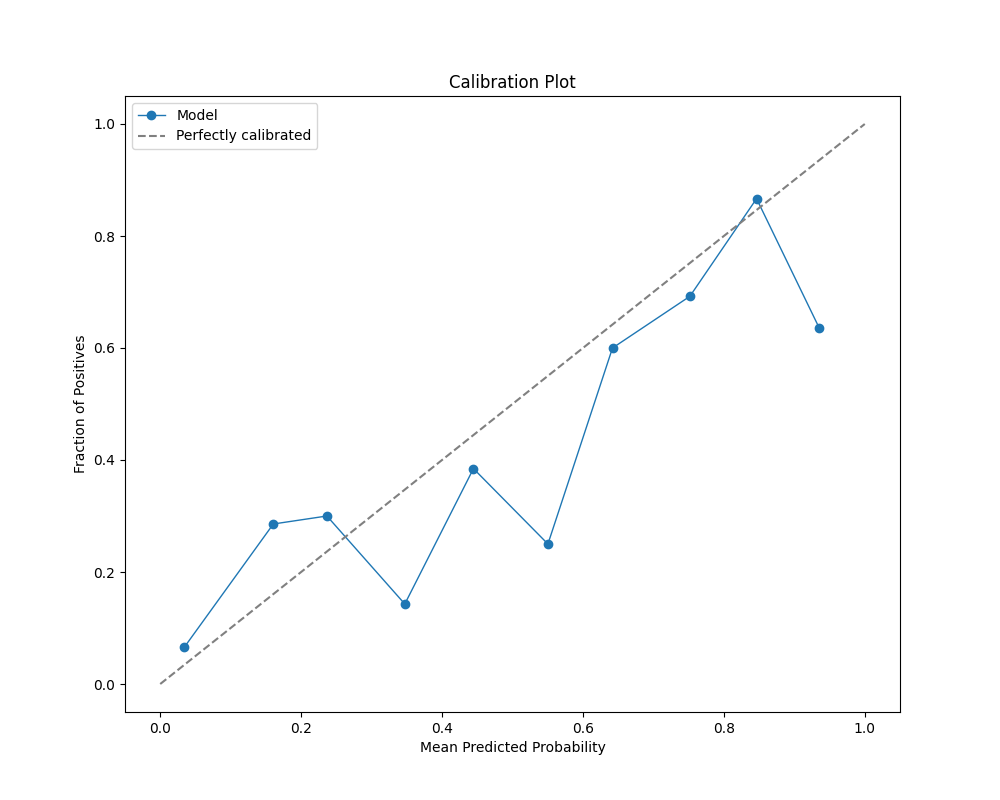 Calibration Plot
Model
Perfectly calibrated
1.0
0.8
0.6
0.4
0.2
0.0
Fraction of Positives
0.0 0.2 0.4 0.6 0.8 1.0
Mean Predicted Probability